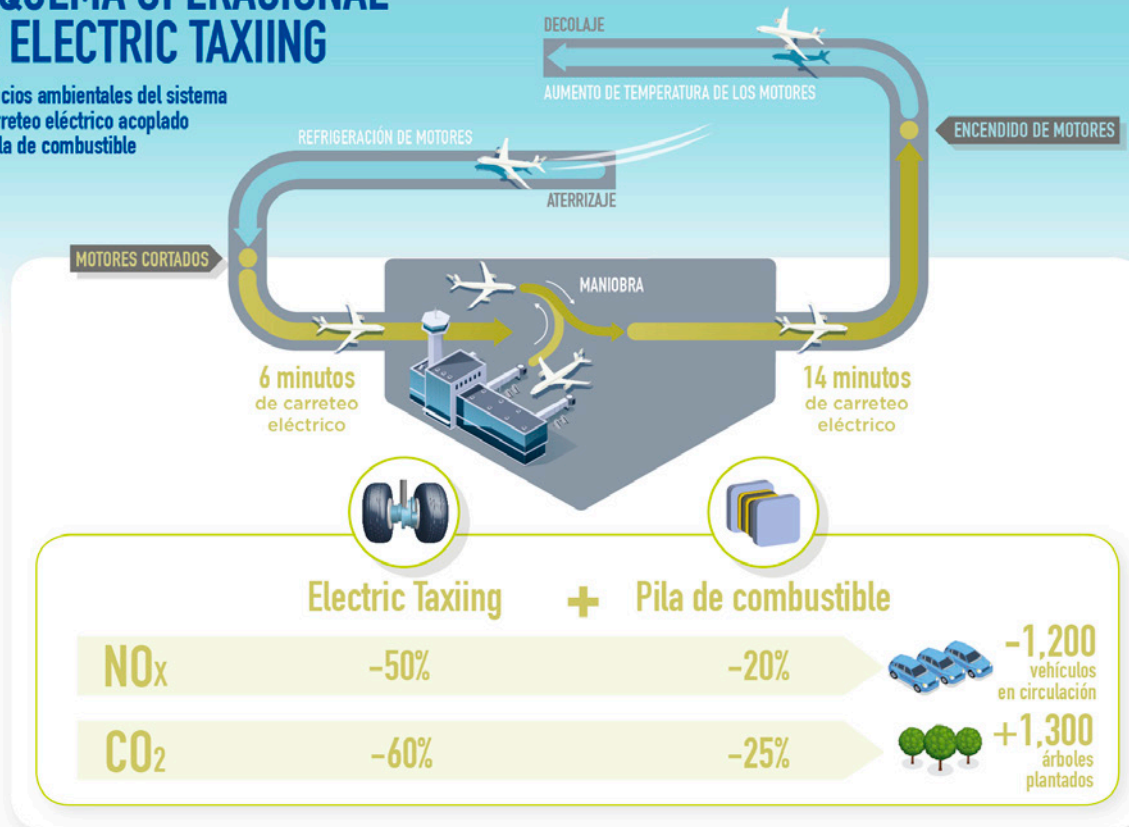 QUEMA OPERACIONAL
ELECTRIC TAXIING
cios ambientales del sistema
rreteo eléctrico acoplado
la de combustible
DECOLAJE
AUMENTO DE TEMPERATURA DE LOS MOTORES
ENCENDIDO DE MOTORES
REFRIGERACIÓN DE MOTORES
ATERRIZAJE
MOTORES CORTADOS
MANIOBRA
6 minutos
de carreteo
eléctrico
14 minutos
de carreteo
eléctrico
Electric Taxiing + Pila de combustible
NOx -50% -20%
-1,200
vehículos
en circulación
CO2 -60% -25%
+1,300
árboles
plantados